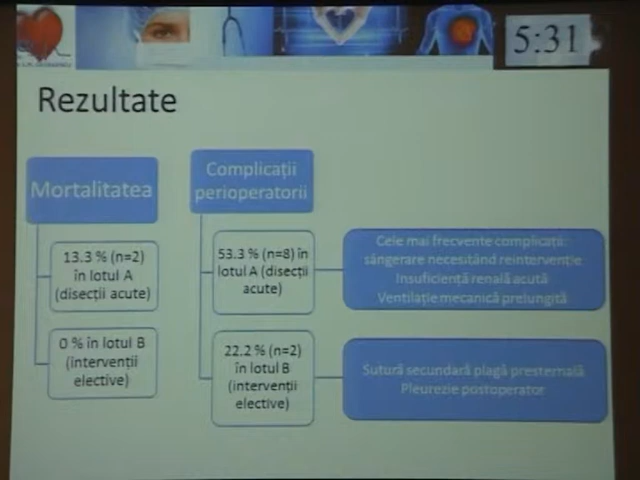 5:31
Rezultate
Mortalitatea
13.3 % (n=2)
în lotul A
(disecții acute)
0 % în lotul B
(intervenții
elective)
Complicații
perioperatorii
53.3 % (n=8) în
lotul A (disecții
acute)
Cele mai frecvente complicații:
sângerare necesitând reintervenție
Insuficiență renală acută
Ventilație mecanică prelungită
22.2 % (n=2)
în lotul B
(intervenții
elective)
Sutură secundară plagă presternală
Pleurezie postoperator